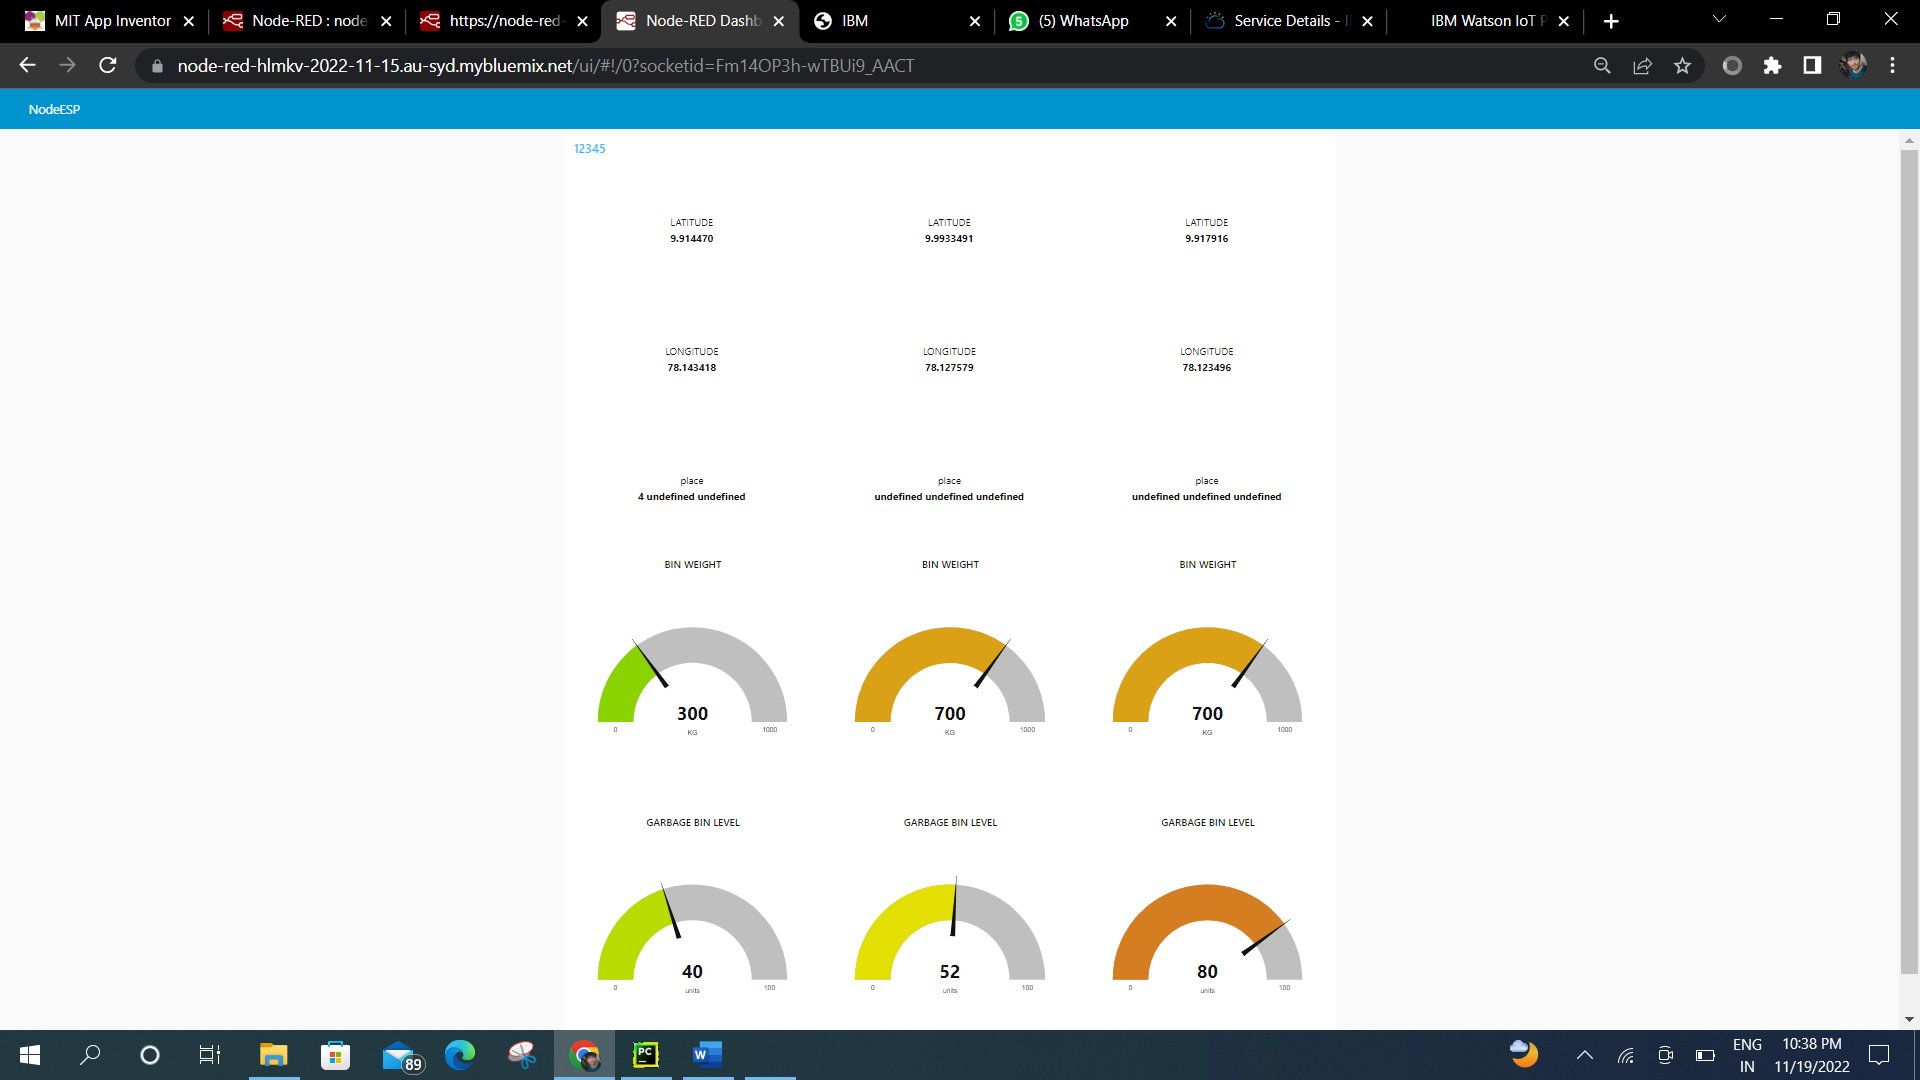 MIT App Inventor
Node-RED : node
https://node-red-
Node-RED Dashb
IBM
(5) WhatsApp
Service Details - I
IBM Watson IoT P
node-red-hlmkv-2022-11-15.au-syd.mybluemix.net/ui/#!/0?socketid=Fm14OP3h-wTBUi9_AACT
NodeESP
12345
LATITUDE LATITUDE LATITUDE
9.914470 9.9933491 9.917916
LONGITUDE LONGITUDE LONGITUDE
78.143418 78.127579 78.123496
place place place
4 undefined undefined undefined undefined undefined undefined undefined undefined
BIN WEIGHT BIN WEIGHT BIN WEIGHT
300 700 700
0 KG 1000 0 KG 1000 0 KG 1000
GARBAGE BIN LEVEL GARBAGE BIN LEVEL GARBAGE BIN LEVEL
40 52 80
0 units 100 0 units 100 0 units 100
89
PC
W
ENG
IN
10:38 PM
11/19/2022